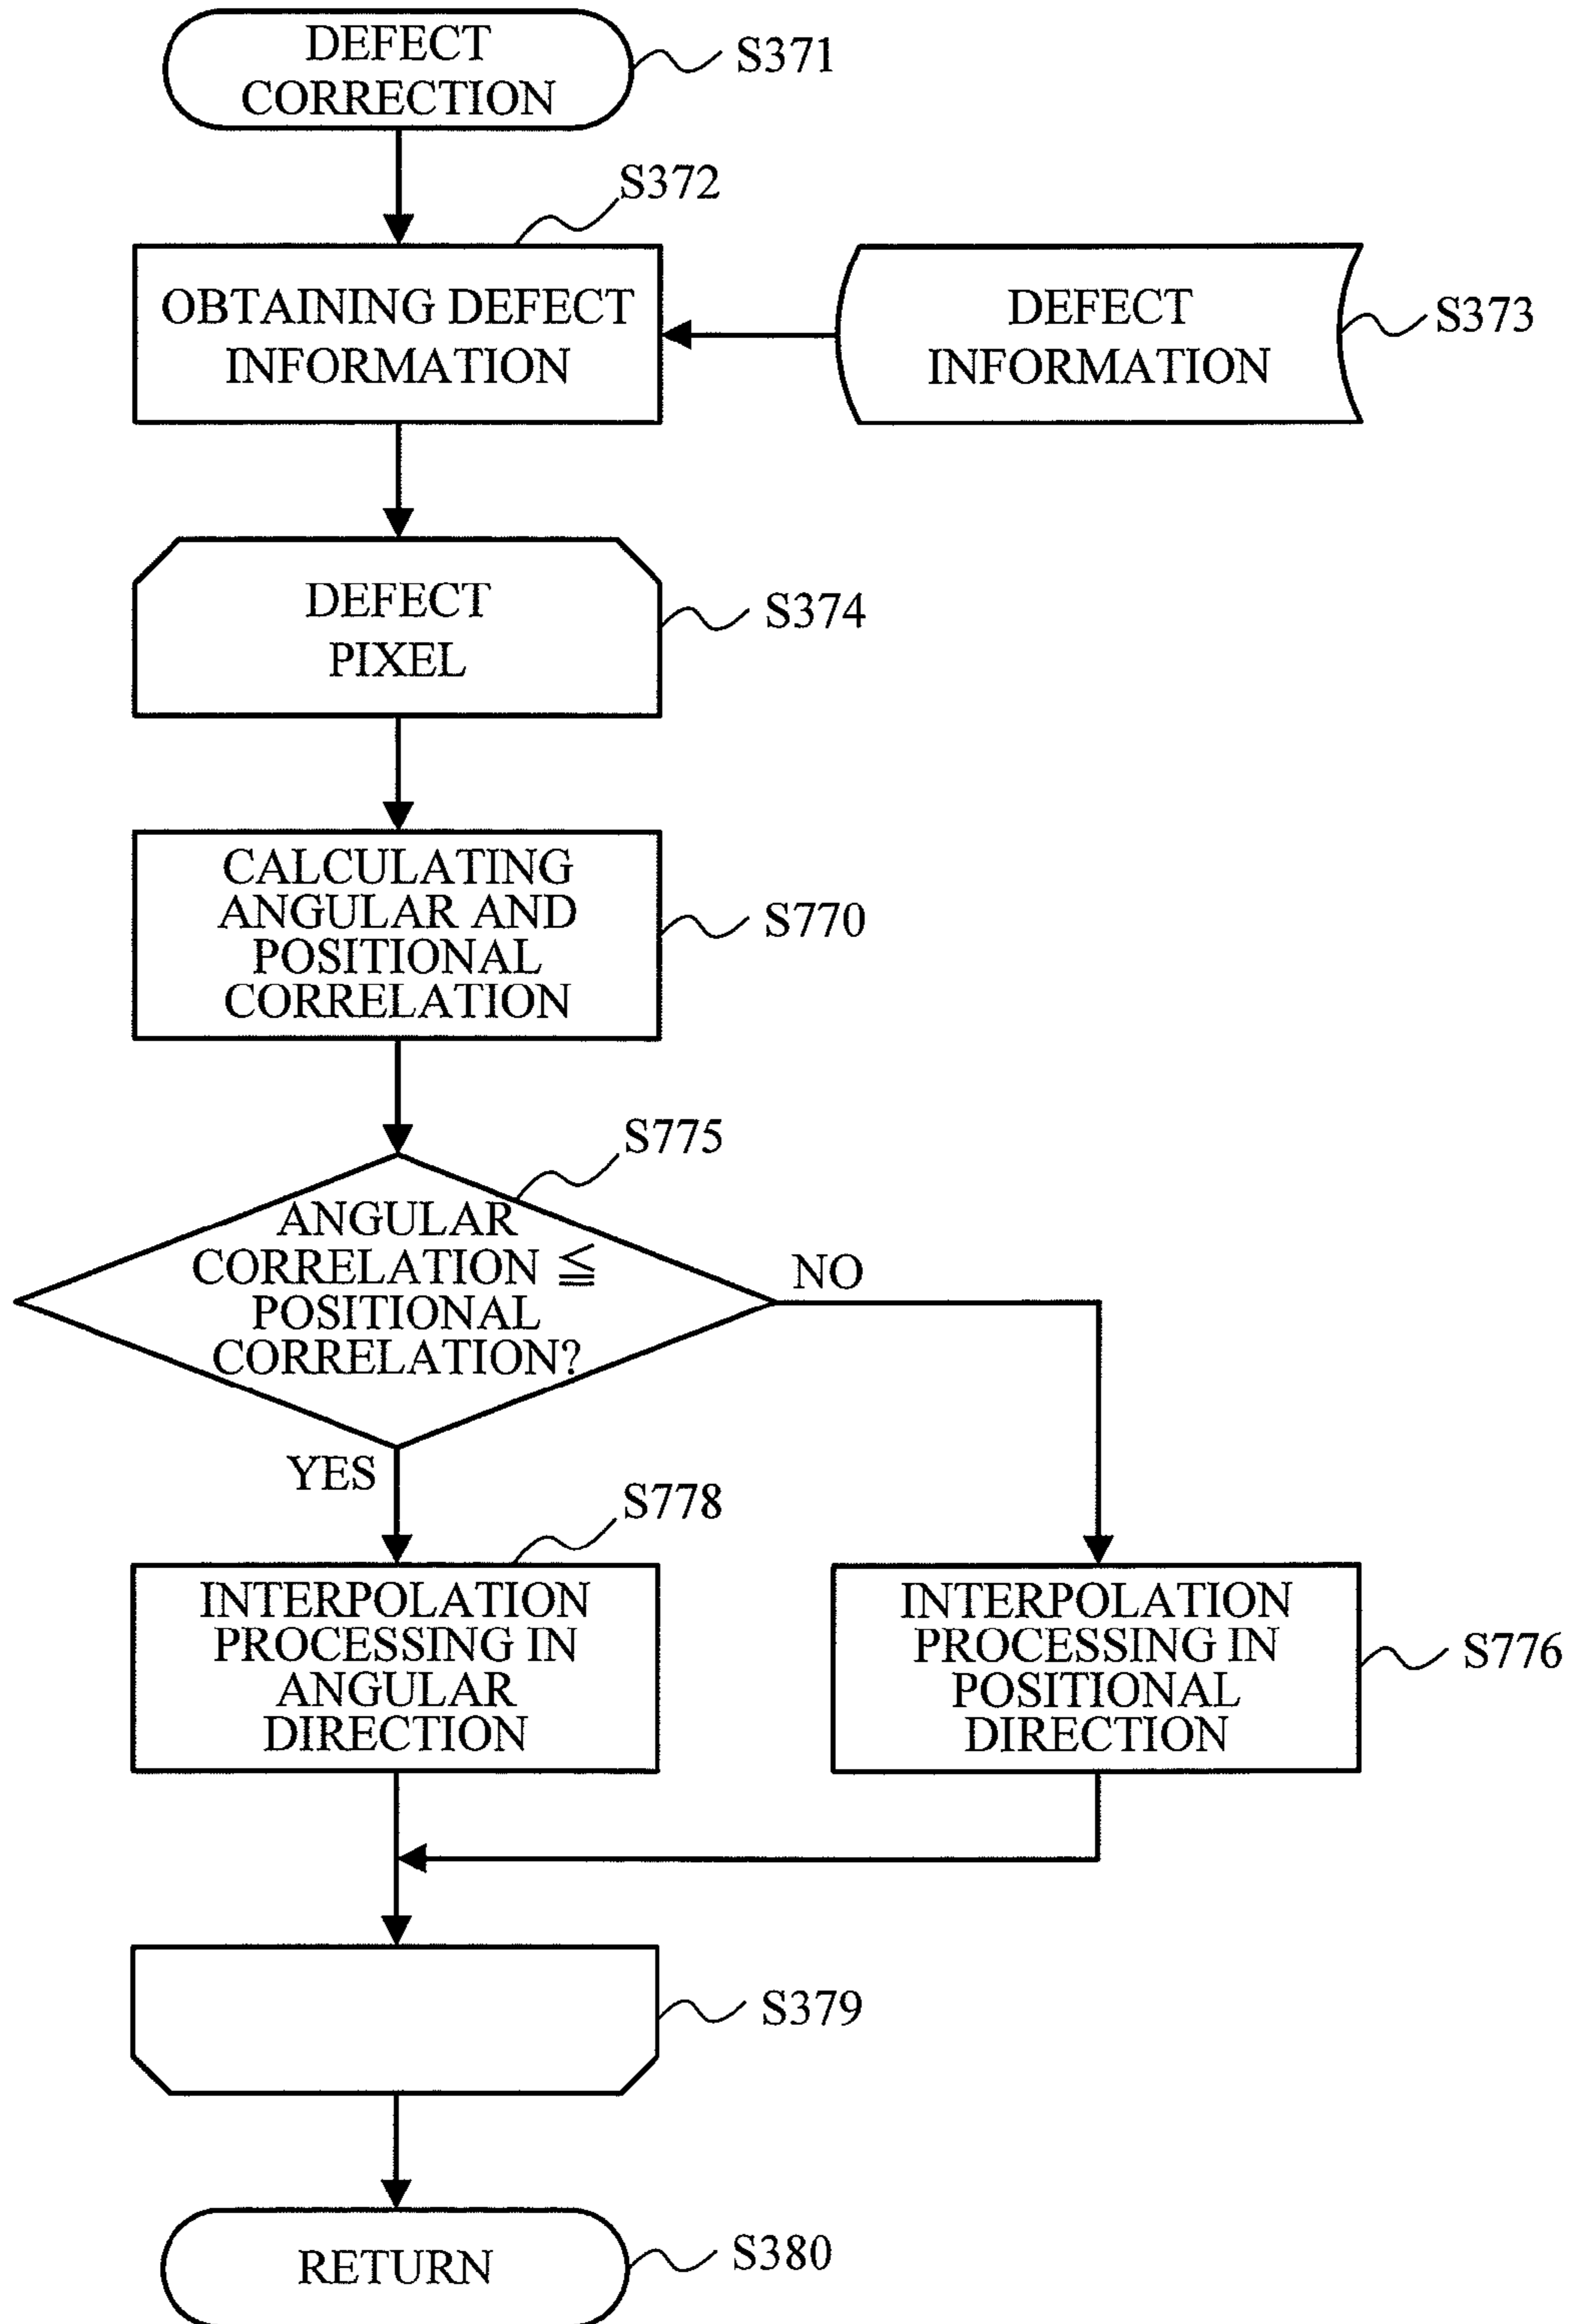 DEFECT
CORRECTION
S371
S372
OBTAINING DEFECT
INFORMATION
DEFECT
INFORMATION
S373
DEFECT
PIXEL
S374
CALCULATING
ANGULAR AND
POSITIONAL
CORRELATION
S770
S775
ANGULAR
CORRELATION ≦
POSITIONAL
CORRELATION?
NO
YES
S778
INTERPOLATION
PROCESSING IN
ANGULAR
DIRECTION
INTERPOLATION
PROCESSING IN
POSITIONAL
DIRECTION
S776
S379
RETURN
S380